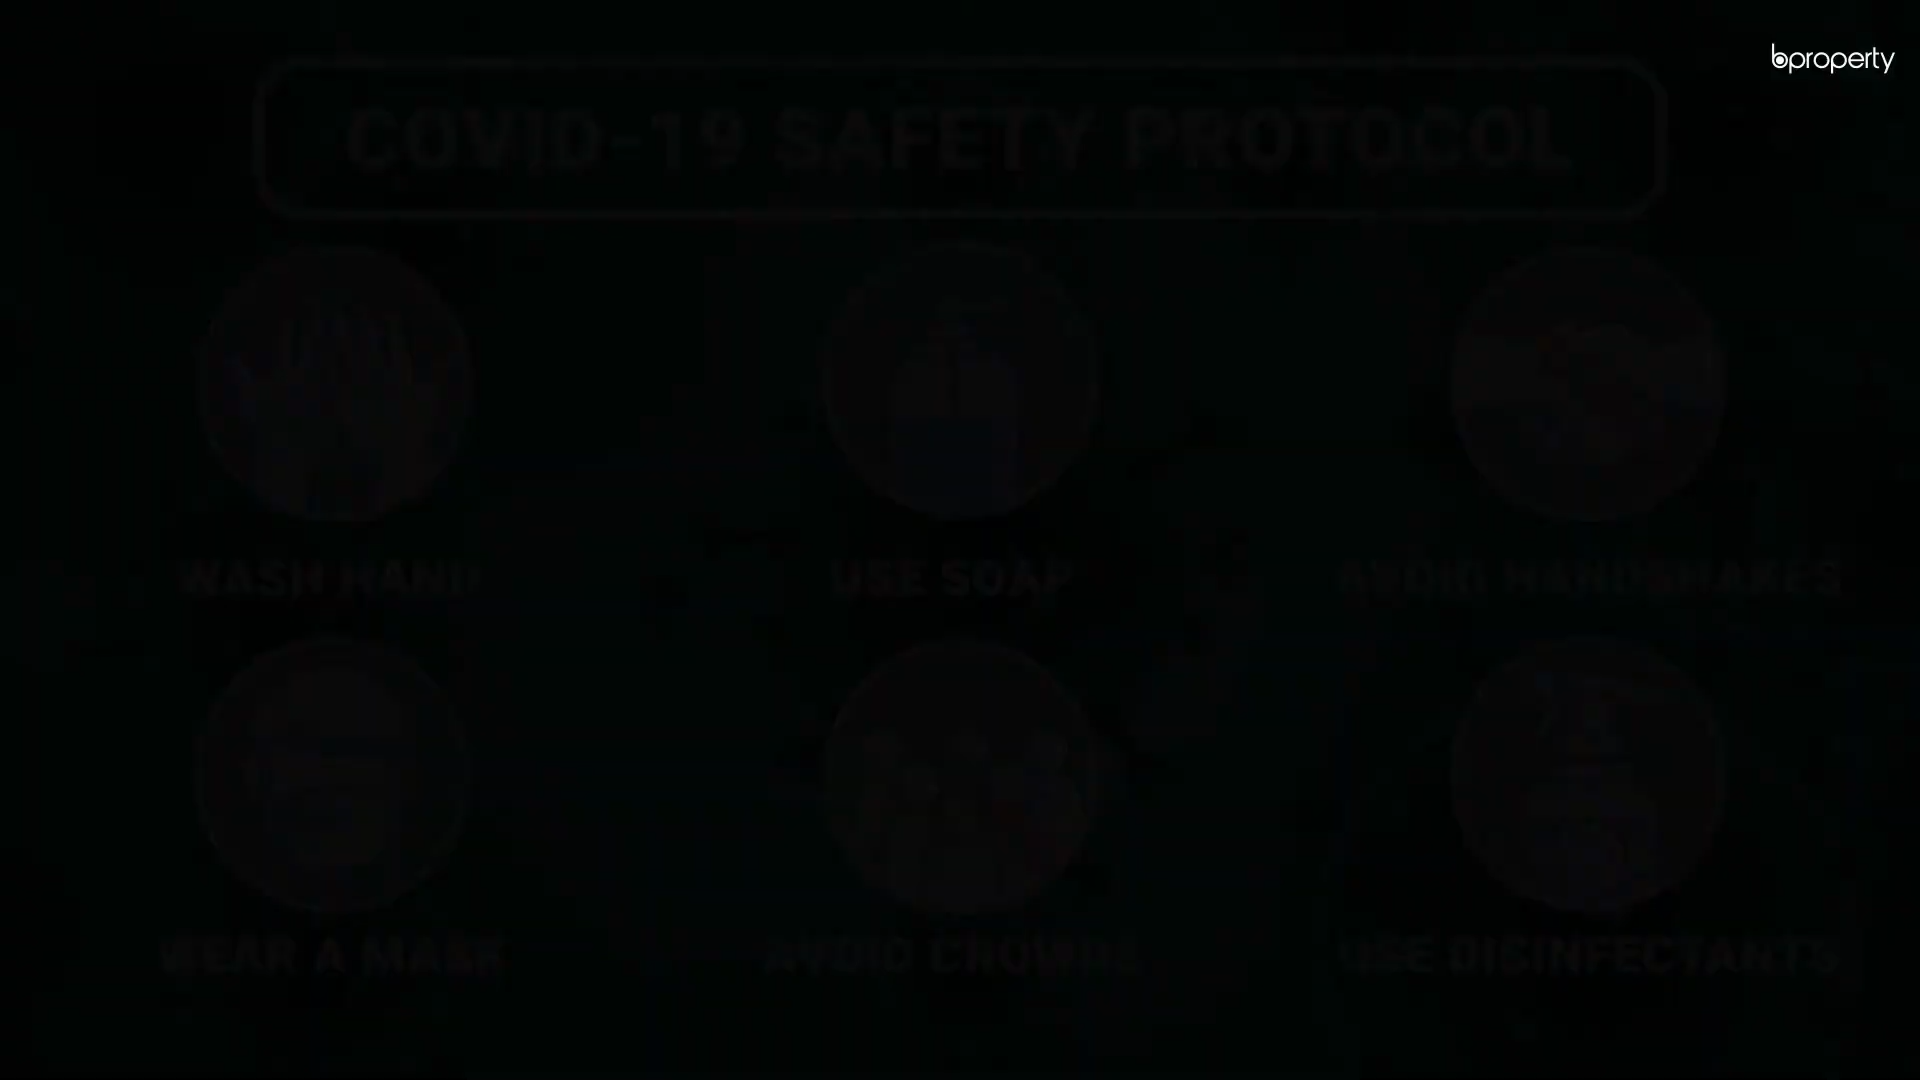 bproperty
COVID-19 SAFETY PROTOCOL
WASH HAND
USE SOAP
AVOID HANDSHAKES
WEAR A MASK
AVOID CROWDS
USE DISINFECTANTS